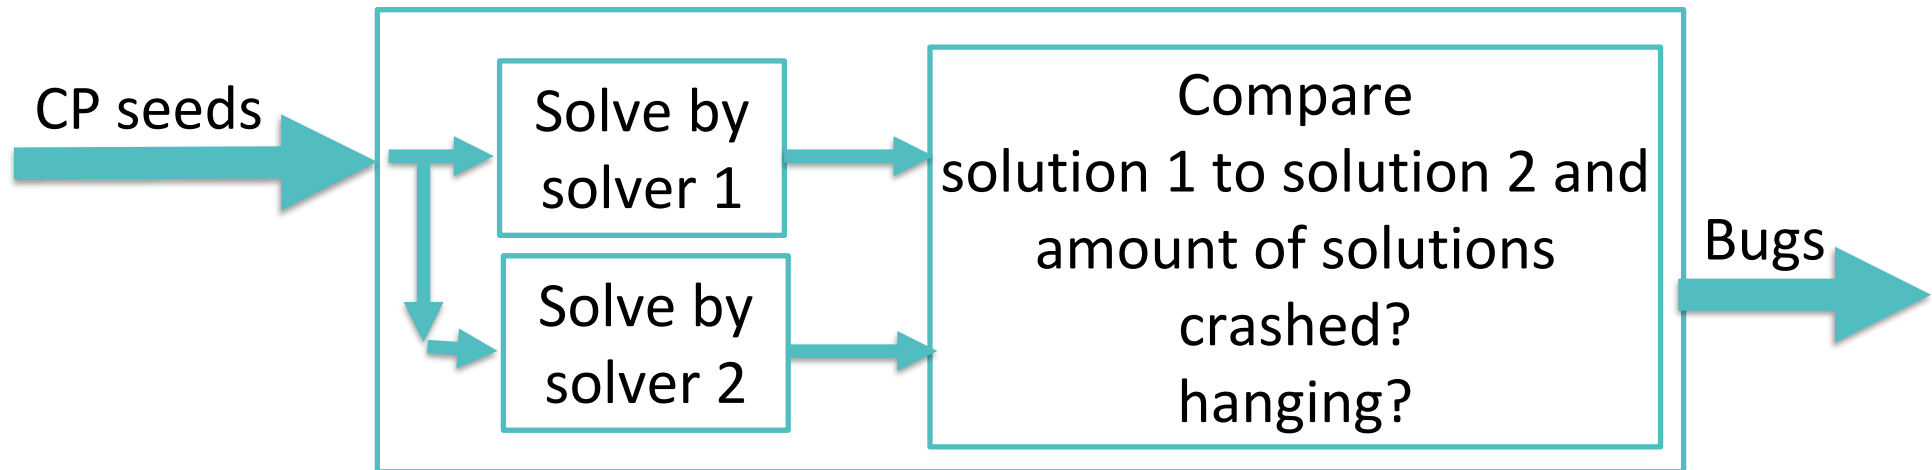 CP seeds
Solve by
solver 1
Solve by
solver 2
Compare
solution 1 to solution 2 and
amount of solutions
crashed?
hanging?
Bugs